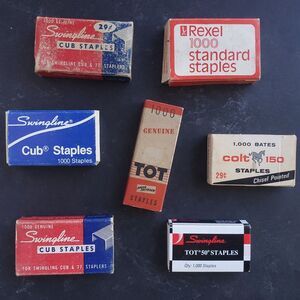 1000 GENUINE
29¢
Swingline
CUB STAPLES
FOR SWINGLINE CUB & 77 STAPLERS
Rexel
1000
standard
staples
Swingline
Cub® Staples
1000 Staples
1000
GENUINE
TOT
STAPLES
1,000 BATES
colt 150
STAPLES
29¢
Chisel Pointed
1000 GENUINE
Swingline
CUB STAPLES
FOR SWINGLINE CUB & 77 STAPLERS
Swingline
TOT 50® STAPLES
Qty. 1,000 Staples